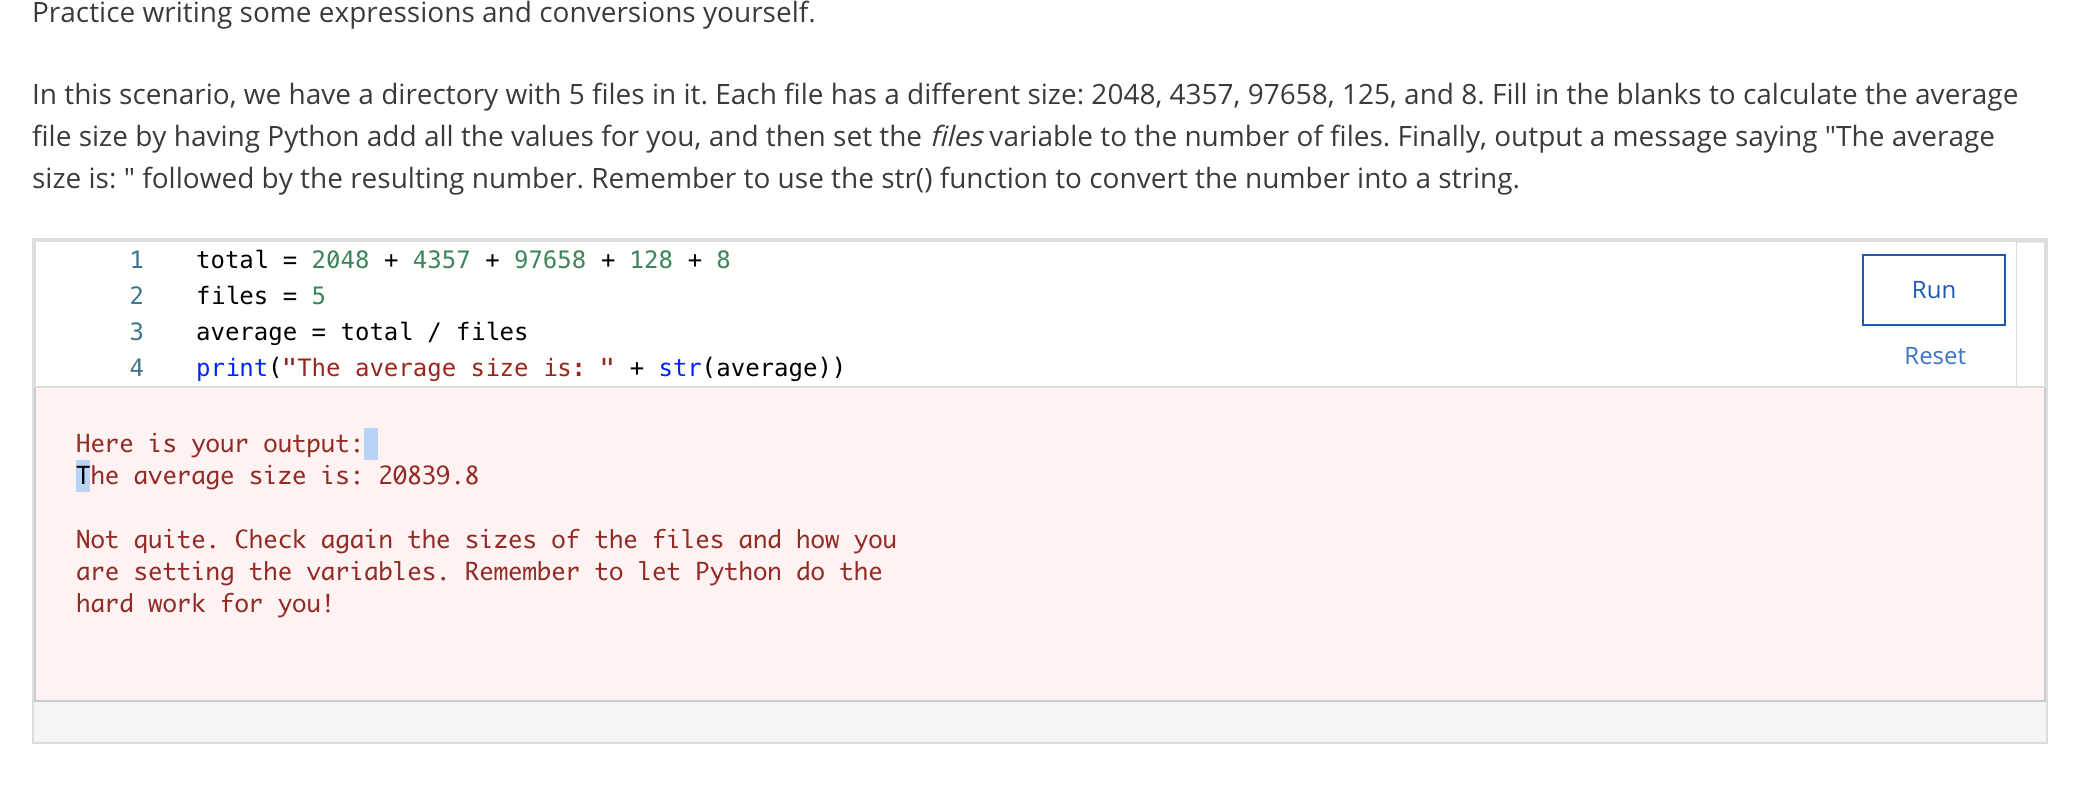 Practice writing some expressions and conversions yourself.
In this scenario, we have a directory with 5 files in it. Each file has a different size: 2048, 4357, 97658, 125, and 8. Fill in the blanks to calculate the average
file size by having Python add all the values for you, and then set the files variable to the number of files. Finally, output a message saying "The average
size is: " followed by the resulting number. Remember to use the str() function to convert the number into a string.
1 total = 2048 + 4357 + 97658 + 128 + 8
Run
2 files = 5
3 average = total / files
Reset
4 print("The average size is: " + str(average))
Here is your output:
The average size is: 20839.8
Not quite. Check again the sizes of the files and how you
are setting the variables. Remember to let Python do the
hard work for you!